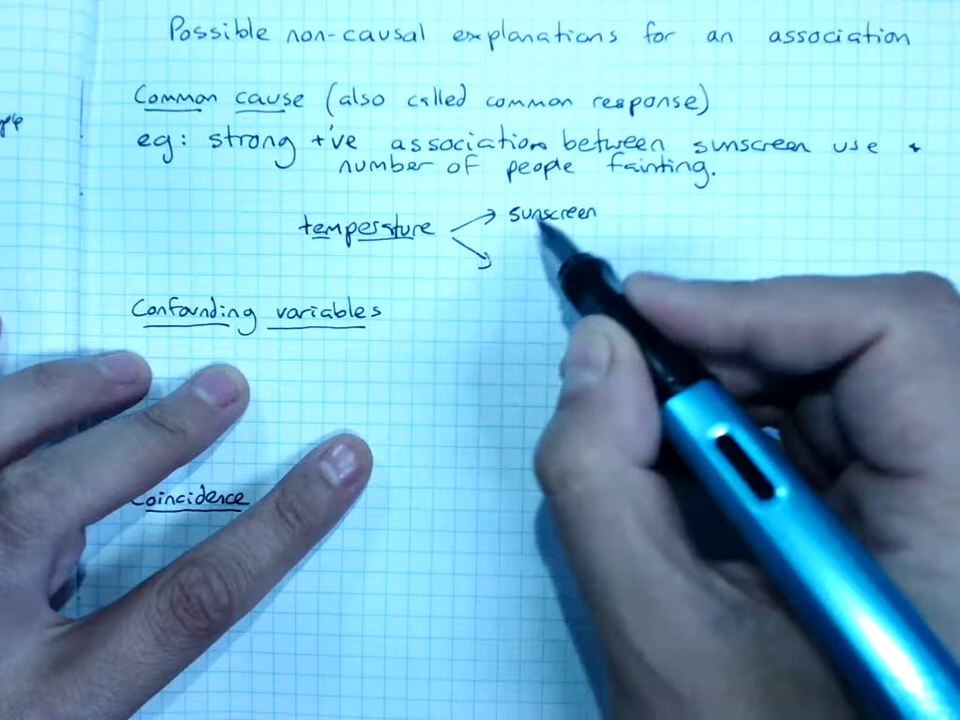 Possible non-causal explanations for an association
Common cause (also called common response)
eg: strong +'ve association between sunscreen use +
number of people fainting.
temperature
sunscreen
Confounding variables
Coincidence